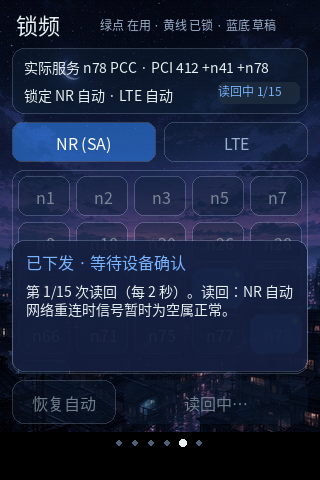 锁频
绿点 在用 · 黄线 已锁 · 蓝底 草稿
实际服务 n78 PCC · PCI 412 +n41 +n78
锁定 NR 自动 · LTE 自动
读回中 1/15
NR (SA)
LTE
n1 n2 n3 n5 n7
已下发 · 等待设备确认
第 1/15 次读回（每 2 秒）。读回：NR 自动
网络重连时信号暂时为空属正常。
n66 n71 n75
恢复自动
读回中…